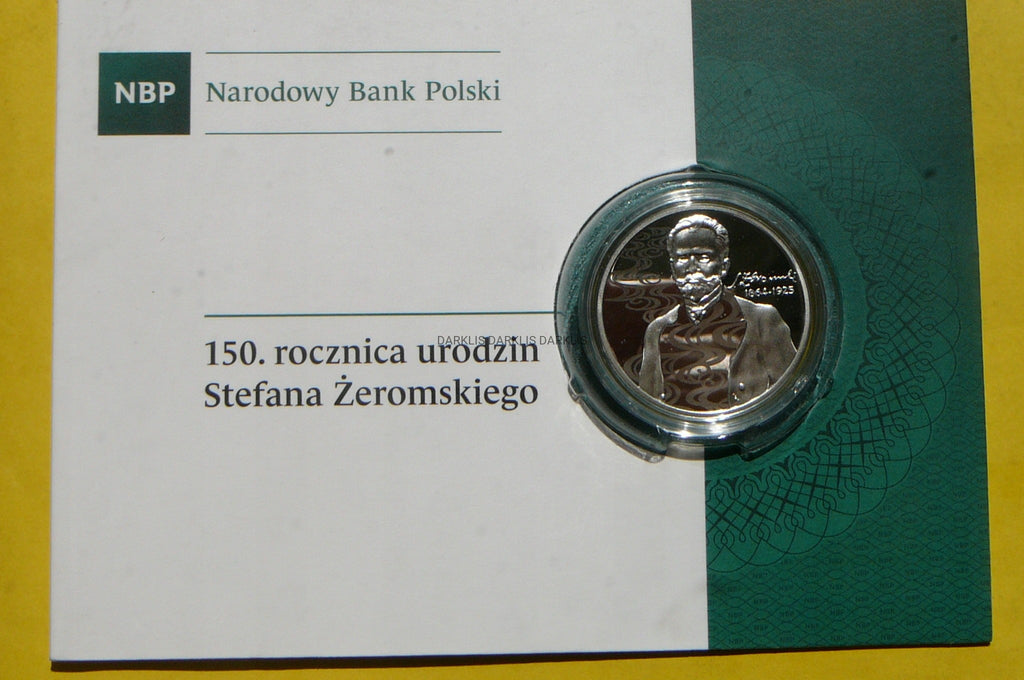 NBP
Narodowy Bank Polski
1864-1925
150. rocznica urodzin
Stefana Żeromskiego
DARKLIS DARKLIS DARKLIS